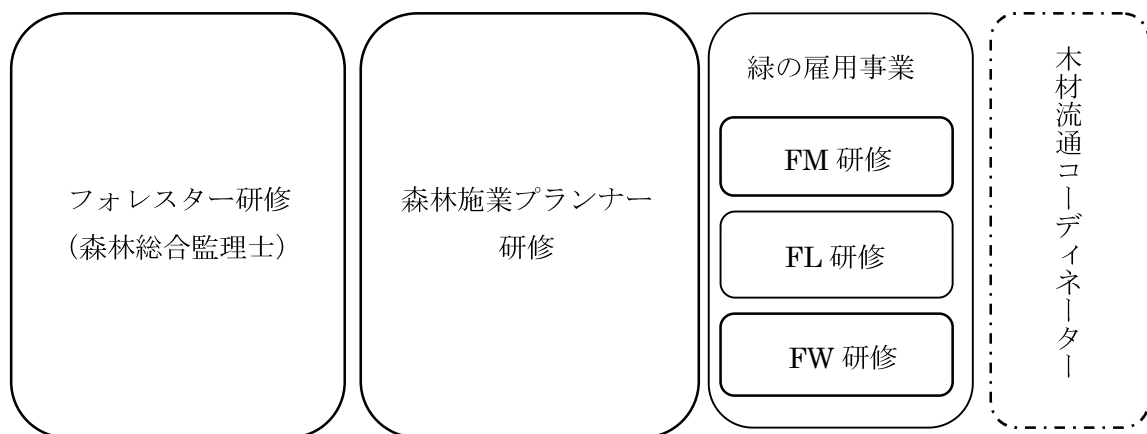 フォレスター研修
(森林総合監理士)
森林施業プランナー
研修
緑の雇用事業
FM 研修
FL 研修
FW 研修
木材流通コーディネーター